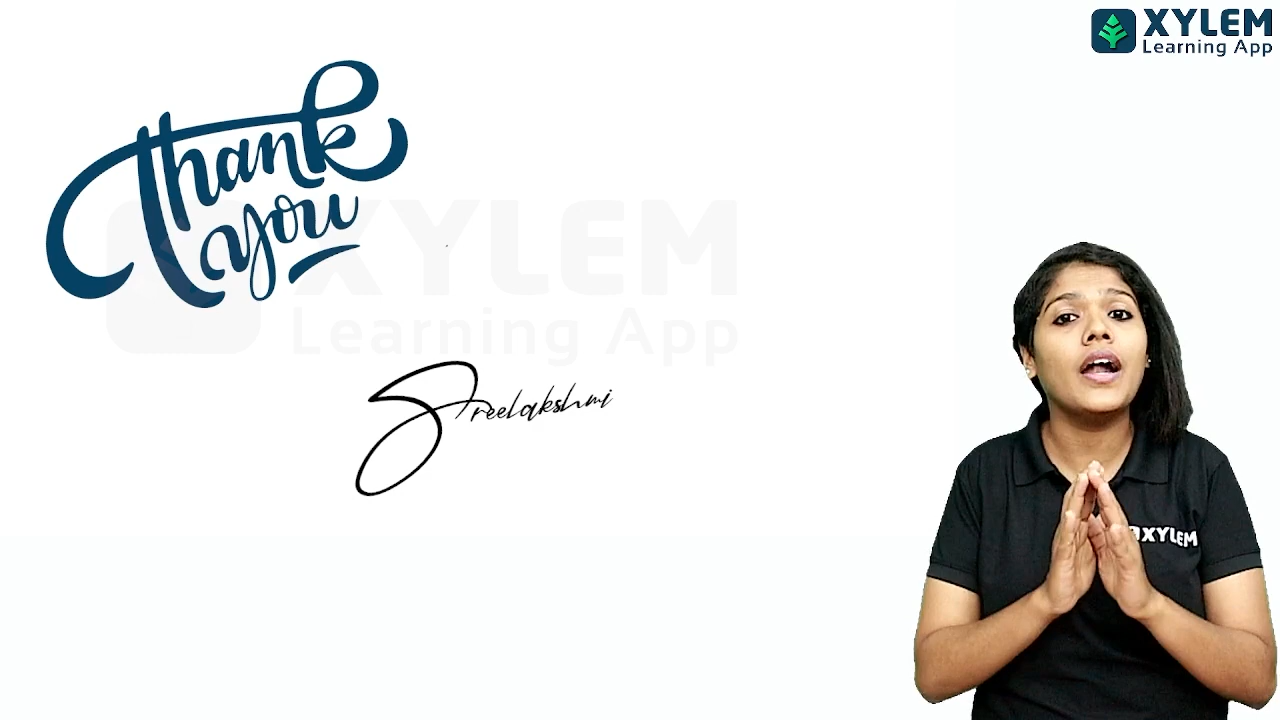 XYLEM
Learning App
Thank
you
XYLEM
Learning App
Sreelakshmi
XYLEM